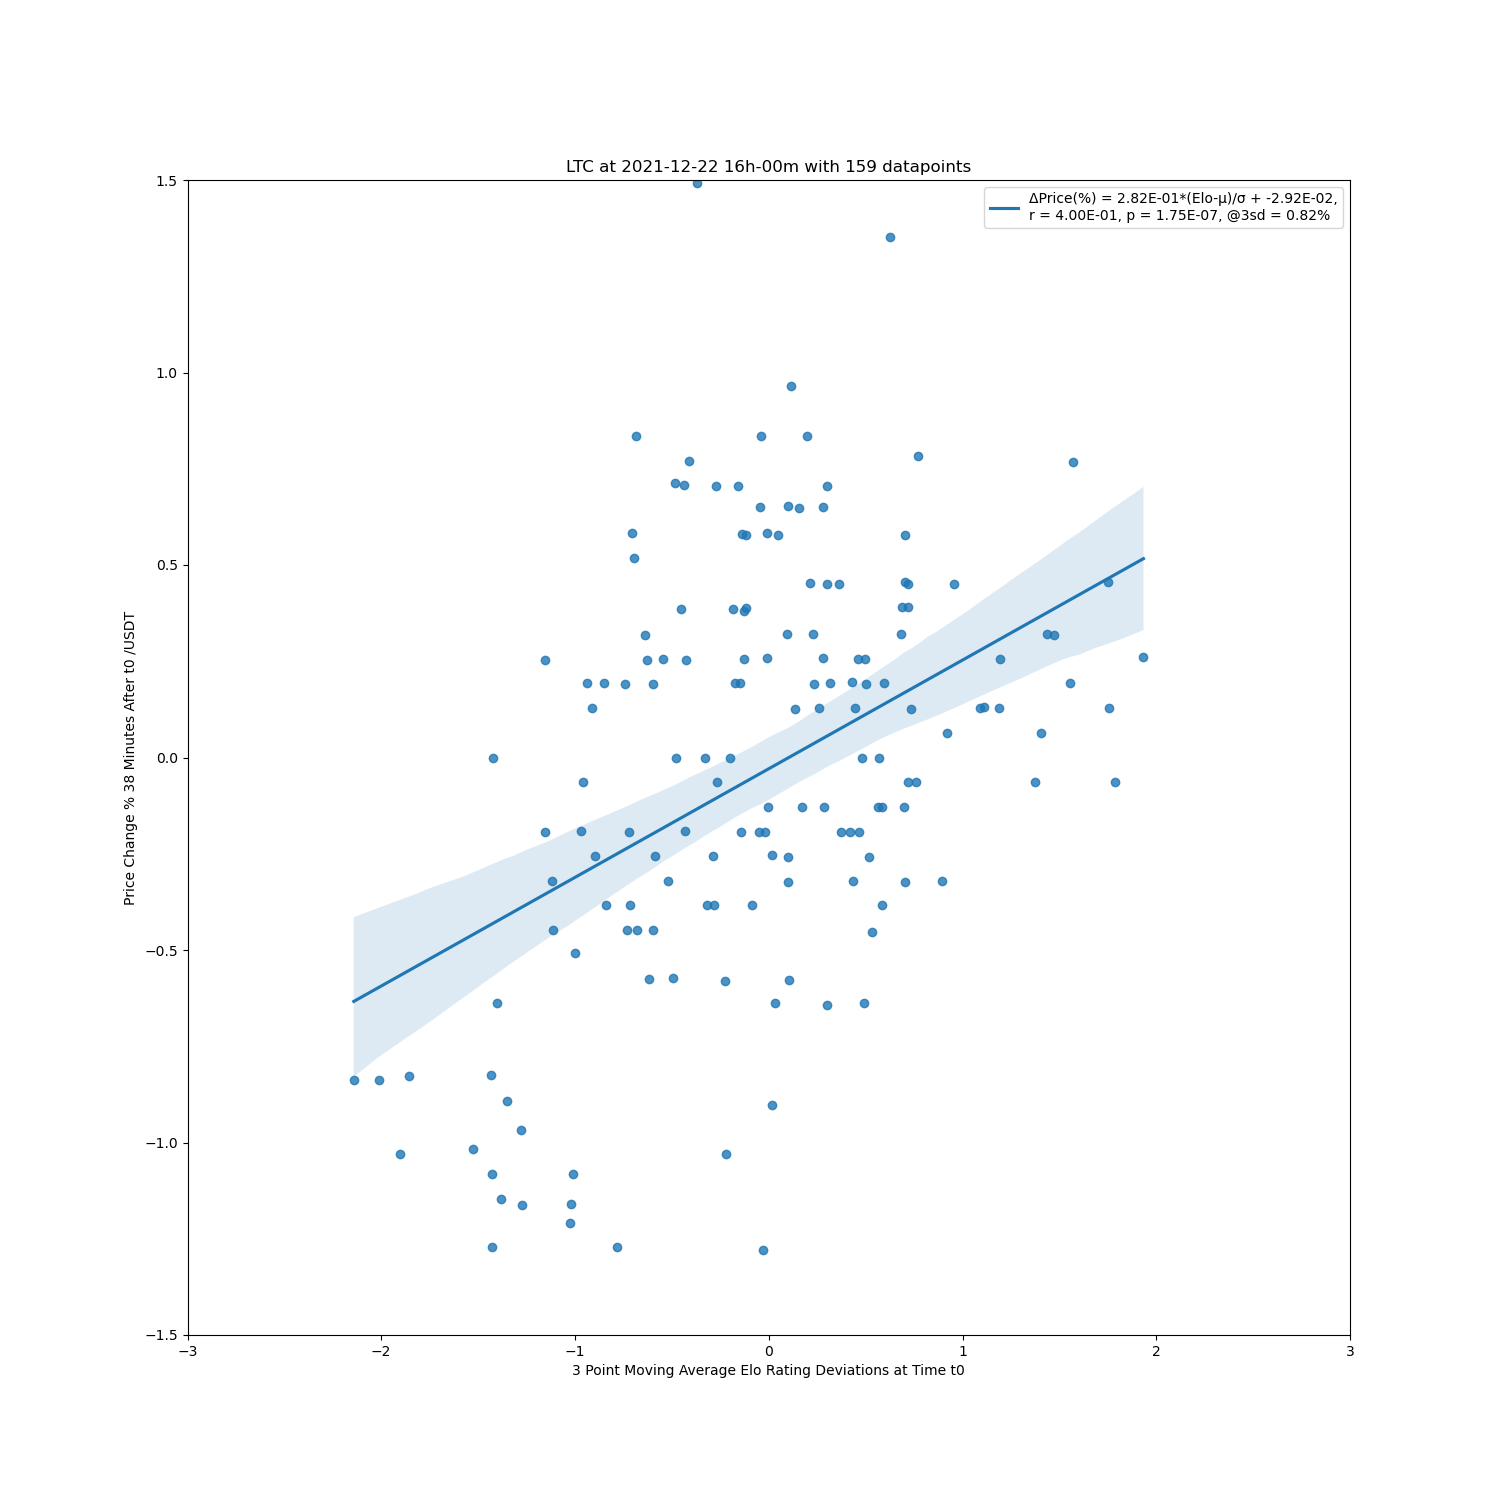 LTC at 2021-12-22 16h-00m with 159 datapoints
ΔPrice(%) = 2.82E-01*(Elo-μ)/σ + -2.92E-02,
r = 4.00E-01, p = 1.75E-07, @3sd = 0.82%
Price Change % 38 Minutes After t0 /USDT
1.5
1.0
0.5
0.0
−0.5
−1.0
−1.5
−3 −2 −1 0 1 2 3
3 Point Moving Average Elo Rating Deviations at Time t0